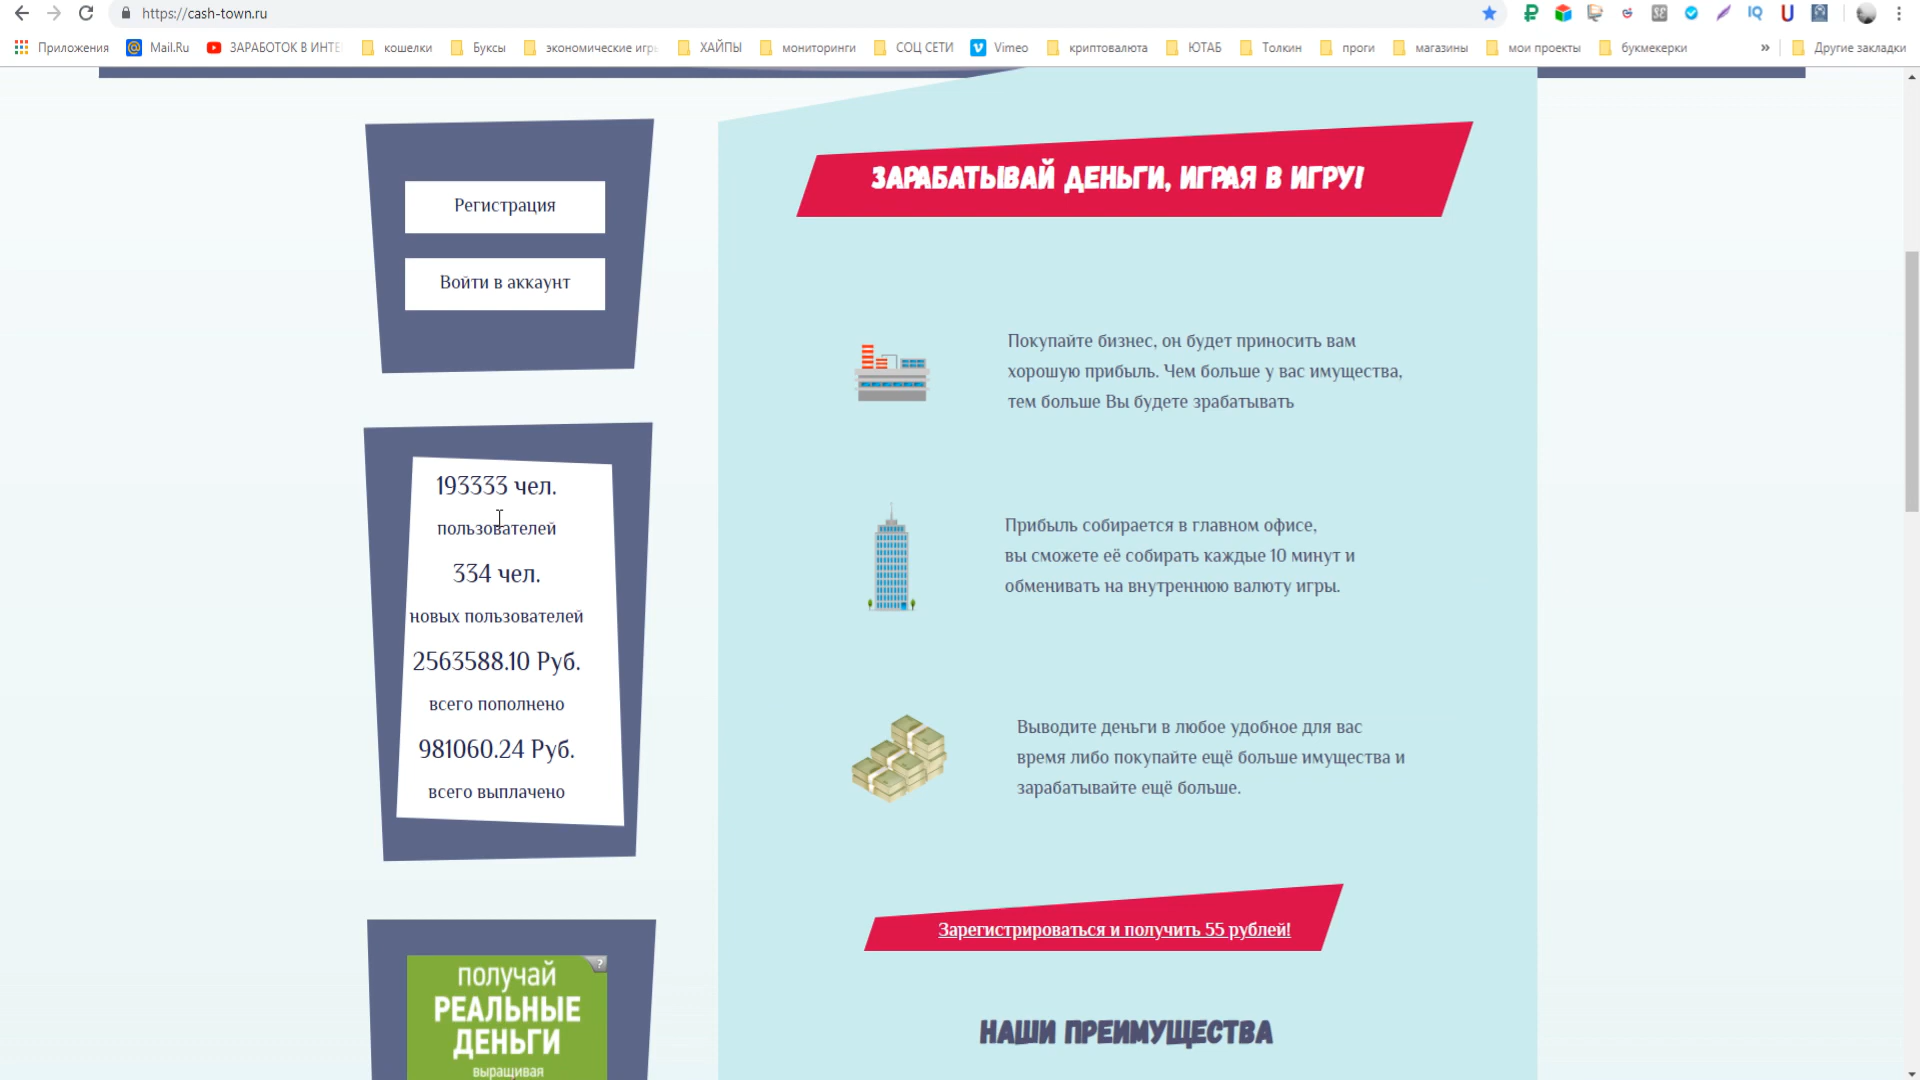 https://cash-town.ru
Приложения
Mail.Ru
ЗАРАБОТОК В ИНТЕ
кошелки
Буксы
экономические игры
ХАЙПЫ
мониторинги
СОЦ СЕТИ
Vimeo
криптовалюта
ЮТАБ
Толкин
проги
магазины
мои проекты
букмекерки
»
Другие закладки
Регистрация
Войти в аккаунт
193333 чел.
пользователей
334 чел.
новых пользователей
2563588.10 Руб.
всего пополнено
981060.24 Руб.
всего выплачено
получай
РЕАЛЬНЫЕ
ДЕНЬГИ
выращивая
ЗАРАБАТЫВАЙ ДЕНЬГИ, ИГРАЯ В ИГРУ!
Покупайте бизнес, он будет приносить вам
хорошую прибыль. Чем больше у вас имущества,
тем больше Вы будете зрабатывать
Прибыль собирается в главном офисе,
вы сможете её собирать каждые 10 минут и
обменивать на внутреннюю валюту игры.
Выводите деньги в любое удобное для вас
время либо покупайте ещё больше имущества и
зарабатывайте ещё больше.
Зарегистрироваться и получить 55 рублей!
НАШИ ПРЕИМУЩЕСТВА